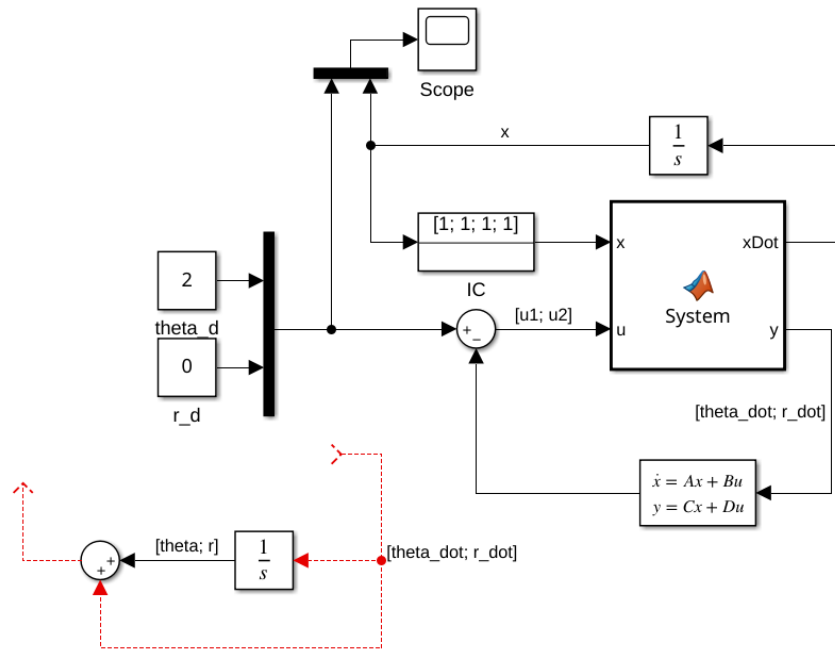 Scope
x
1
s
[1; 1; 1; 1]
IC
x
xDot
System
u
y
2
theta_d
0
r_d
+
−
[u1; u2]
[theta_dot; r_dot]
ẋ = Ax + Bu
y = Cx + Du
[theta; r]
1
s
+
+
[theta_dot; r_dot]